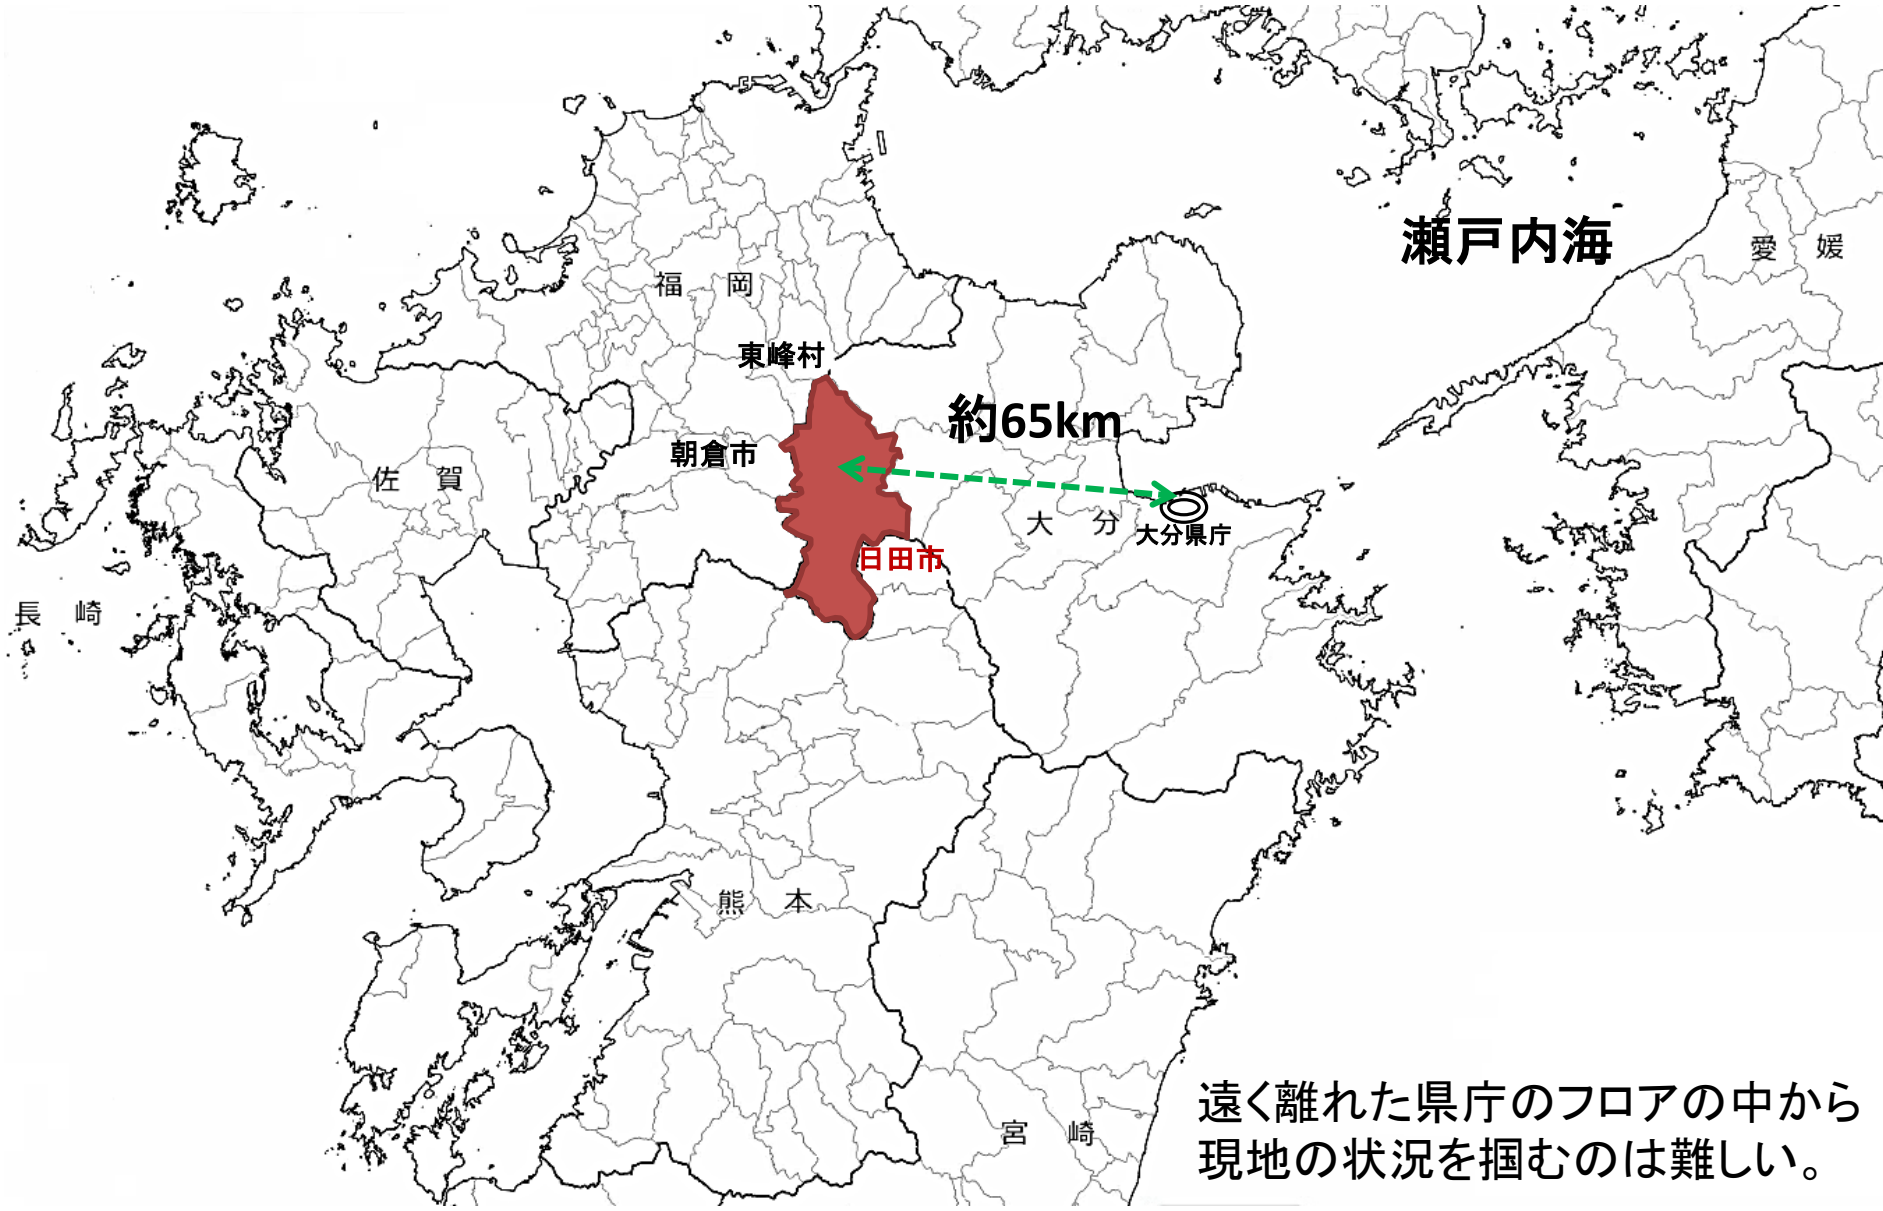 瀬戸内海
愛媛
福岡
東峰村
約65km
朝倉市
佐賀
大分
大分県庁
日田市
長崎
熊本
宮崎
遠く離れた県庁のフロアの中から
現地の状況を掴むのは難しい。